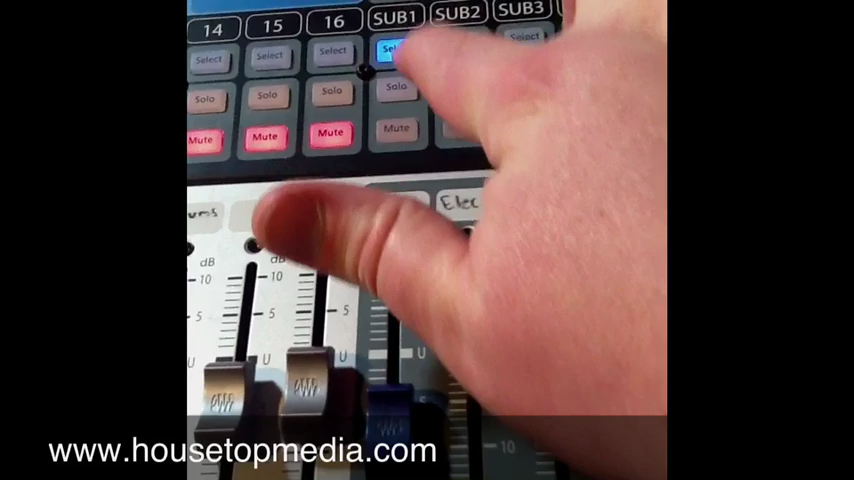 14 15 16 SUB1 SUB2 SUB3
Select Select Select Select
Solo Solo Solo Solo
Mute Mute Mute Mute
Elec
dB dB
10 10
5 5 5
U U U U
5
10
www.housetopmedia.com